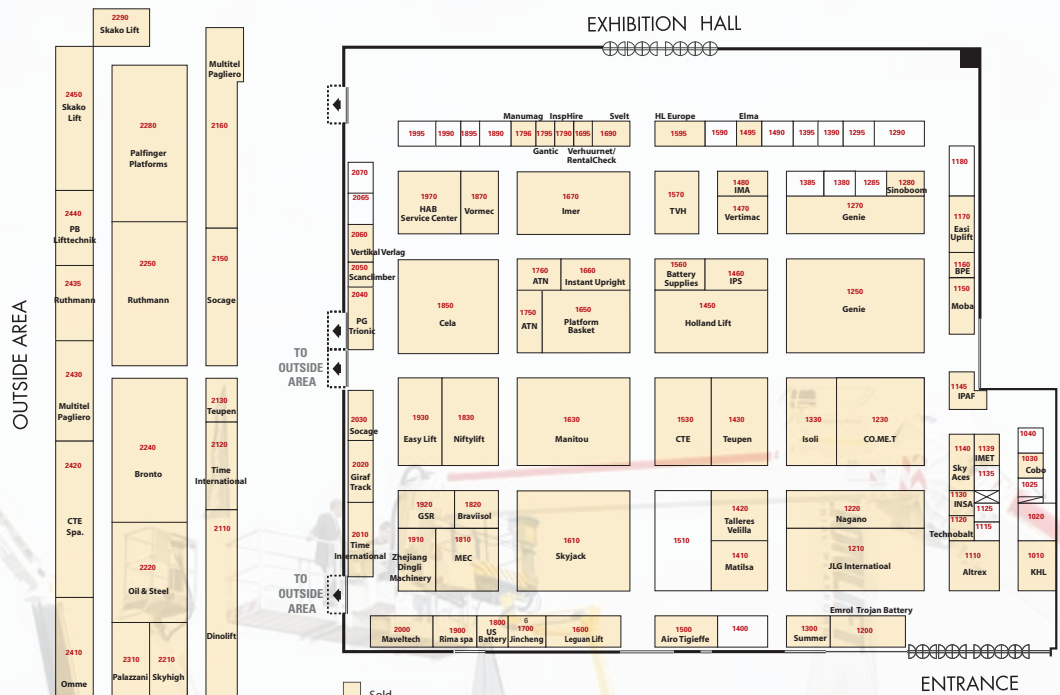 EXHIBITION HALL
OUTSIDE AREA
2290
Skako Lift
2450
Skako
Lift
2440
PB
Lifttechnik
2435
Ruthmann
2430
Multitel
Pagliero
2420
CTE
Spa.
2410
Omme
2280
Palfinger
Platforms
2250
Ruthmann
2240
Bronto
2220
Oil & Steel
2310
Palazzani
2210
Skyhigh
Multitel
Pagliero
2160
2150
Socage
2130
Teupen
2120
Time
International
2110
Dinolift
TO
OUTSIDE
AREA
TO
OUTSIDE
AREA
2070
2065
2060
Vertikal Verlag
2050
Scanclimber
2040
PG
Trionic
2030
Socage
2020
Giraf
Track
2010
Time
International
Manumag InspHire Svelt
1995 1990 1895 1890 1796 1795 1790 1695 1690
Gantic Verhuurnet/
RentalCheck
HL Europe Elma
1595 1590 1495 1490 1395 1390 1295 1290
1970
HAB
Service Center
1870
Vormec
1670
Imer
1570
TVH
1480
IMA
1470
Vertimac
1385 1380 1285 1280
Sinoboom
1270
Genie
1180
1170
Easi
Uplift
1160
BPE
1150
Moba
1850
Cela
1760
ATN
1660
Instant Upright
1750
ATN
1650
Platform
Basket
1560
Battery
Supplies
1460
IPS
1450
Holland Lift
1250
Genie
1145
IPAF
1930
Easy Lift
1830
Niftylift
1630
Manitou
1530
CTE
1430
Teupen
1330
Isoli
1230
CO.ME.T
1140
Sky
Aces
1139
IMET
1135
1130
INSA
1125
1120
Technobalt
1115
1110
Altrex
1040
1030
Cobo
1025
1020
1010
KHL
1920
GSR
1820
Braviisol
1910
Zhejiang
Dingli
Machinery
1810
MEC
1610
Skyjack
1510
1420
Talleres
Velilla
1410
Matilsa
1220
Nagano
1210
JLG Internatioal
2000
Maveltech
1900
Rima spa
1800
US
Battery
6
1700
Jincheng
1600
Leguan Lift
1500
Airo Tigieffe
1400
Emrol Trojan Battery
1300
Summer
1200
ENTRANCE
Sold